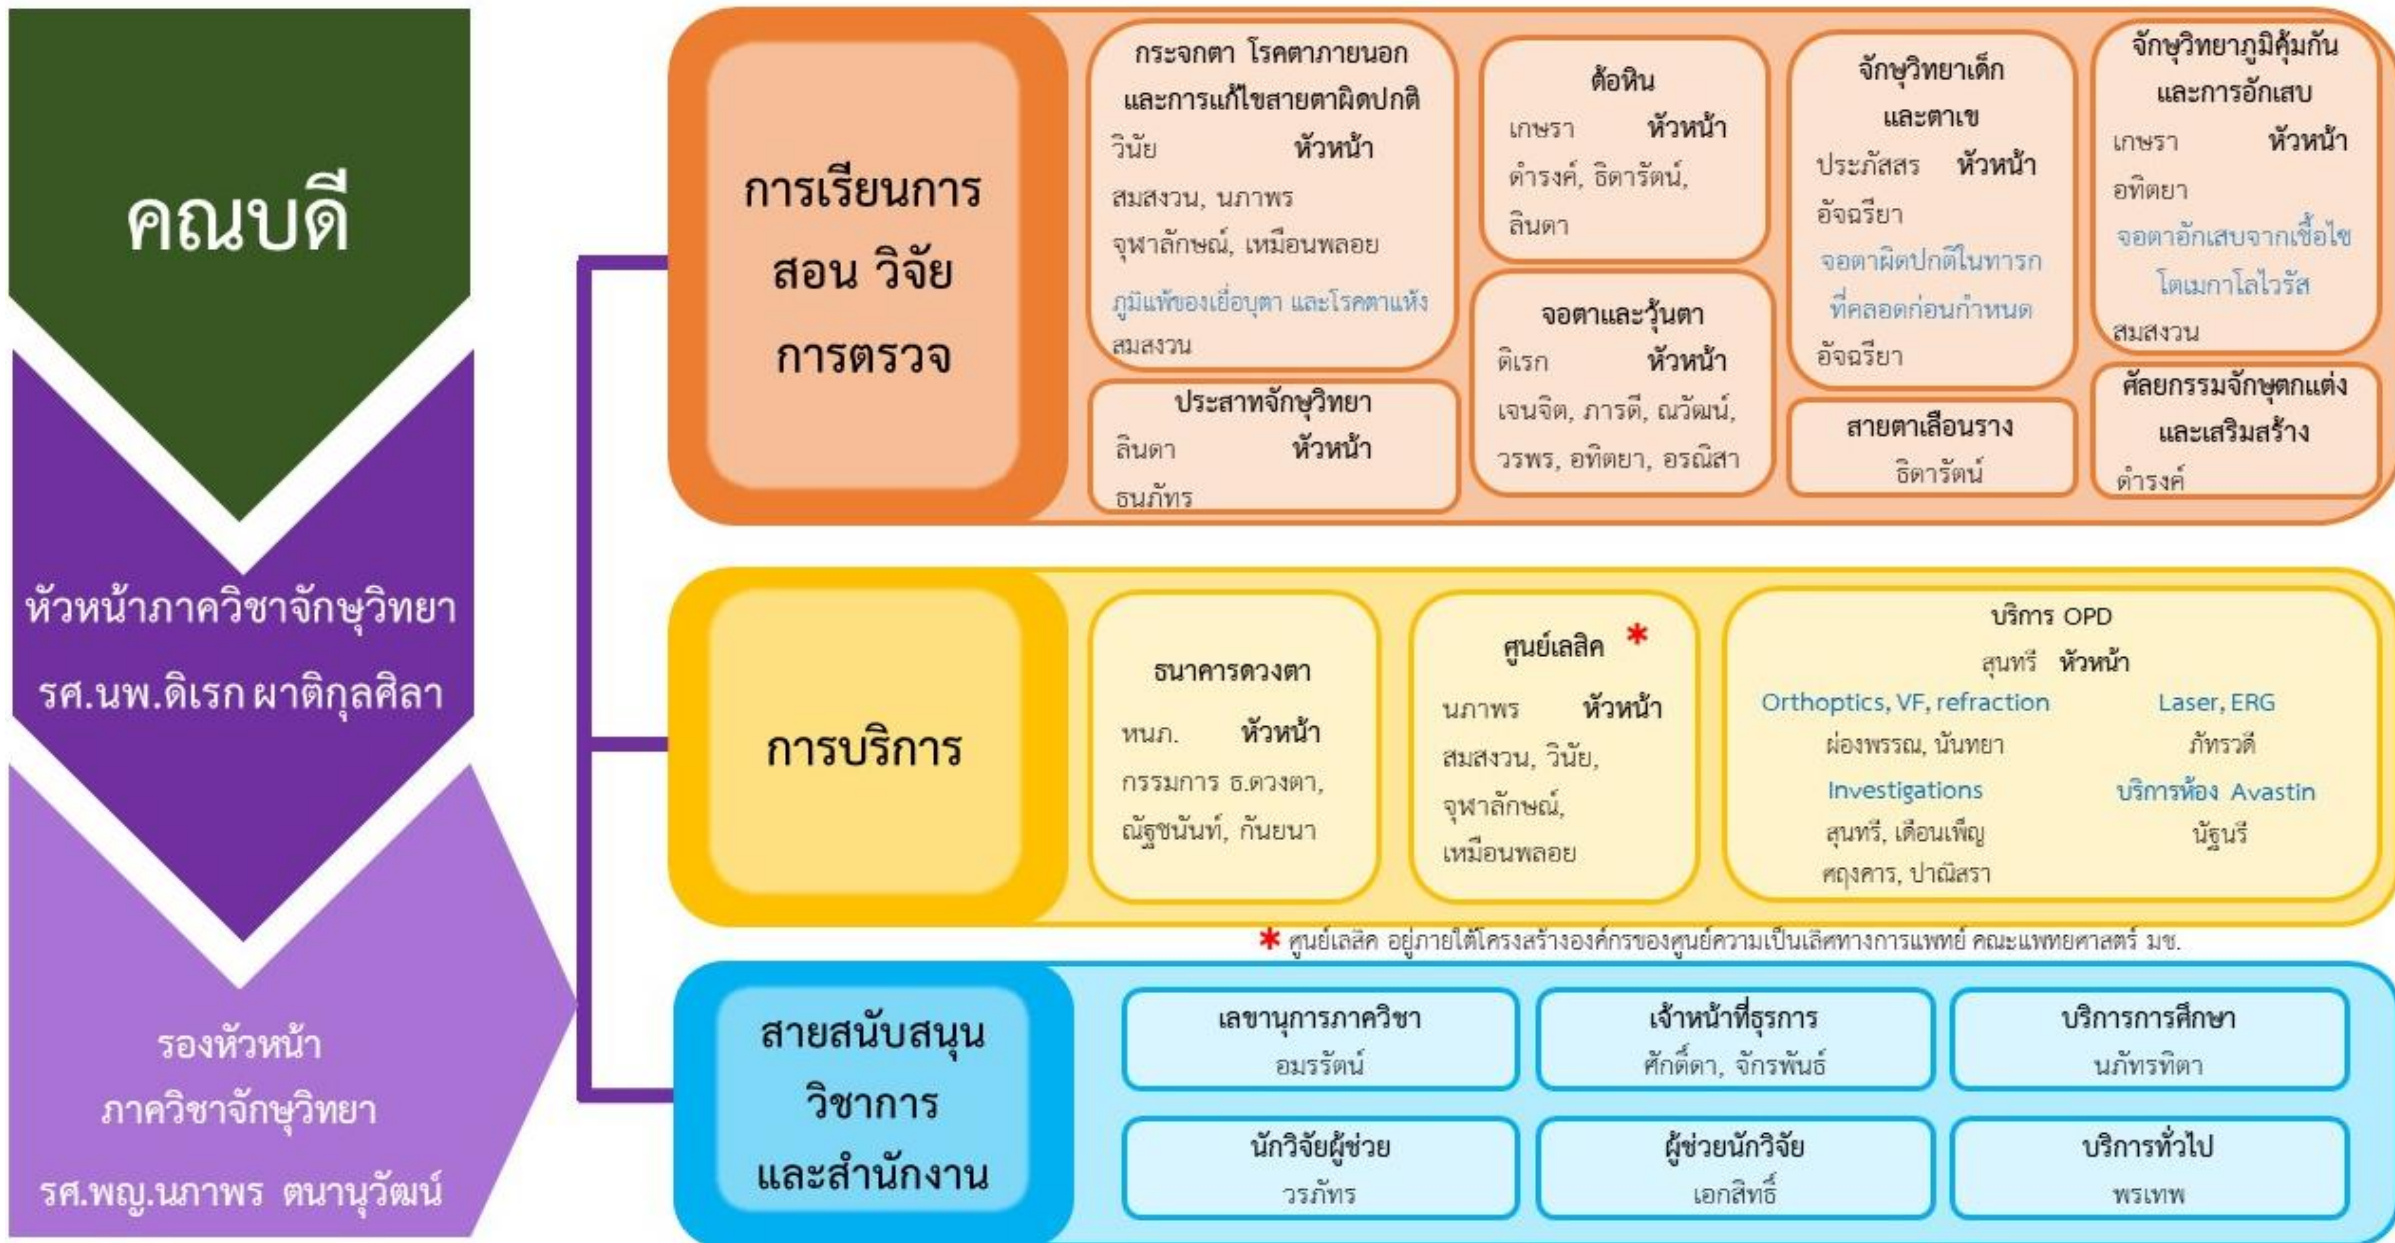 คณบดี
หัวหน้าภาควิชาจักษุวิทยา
รศ.นพ.ดิเรก ผาติกุลศิลา
รองหัวหน้า
ภาควิชาจักษุวิทยา
รศ.พญ.นภาพร ตนานุวัฒน์
การเรียนการ
สอน วิจัย
การตรวจ
กระจกตา โรคตาภายนอก
และการแก้ไขสายตาผิดปกติ
วินัย หัวหน้า
สมสงวน, นภาพร
จุฬาลักษณ์, เหมือนพลอย
ภูมิแพ้ของเยื่อบุตา และโรคตาแห้ง
สมสงวน
ประสาทจักษุวิทยา
ลินดา หัวหน้า
ธนภัทร
ต้อหิน
เกษรา หัวหน้า
ดำรงค์, ธิดารัตน์,
ลินดา
จอตาและวุ้นตา
ดิเรก หัวหน้า
เจนจิต, ภารดี, ณวัฒน์,
วรพร, อทิตยา, อรณิสา
จักษุวิทยาเด็ก
และตาเข
ประภัสสร หัวหน้า
อัจฉรียา
จอตาผิดปกติในทารก
ที่คลอดก่อนกำหนด
อัจฉรียา
สายตาเลือนราง
ธิดารัตน์
จักษุวิทยาภูมิคุ้มกัน
และการอักเสบ
เกษรา หัวหน้า
อทิตยา
จอตาอักเสบจากเชื้อไซ
โตเมกาโลไวรัส
สมสงวน
ศัลยกรรมจักษุตกแต่ง
และเสริมสร้าง
ดำรงค์
การบริการ
ธนาคารดวงตา
หนภ. หัวหน้า
กรรมการ ธ.ดวงตา,
ณัฐชนันท์, กันยนา
ศูนย์เลสิค *
นภาพร หัวหน้า
สมสงวน, วินัย,
จุฬาลักษณ์,
เหมือนพลอย
บริการ OPD
สุนทรี หัวหน้า
Orthoptics, VF, refraction
ผ่องพรรณ, นันทยา
Investigations
สุนทรี, เดือนเพ็ญ
ศฤงคาร, ปาณิสรา
Laser, ERG
ภัทรวดี
บริการห้อง Avastin
นัฐนรี
* ศูนย์เลสิค อยู่ภายใต้โครงสร้างองค์กรของศูนย์ความเป็นเลิศทางการแพทย์ คณะแพทยศาสตร์ มช.
สายสนับสนุน
วิชาการ
และสำนักงาน
เลขานุการภาควิชา
อมรรัตน์
เจ้าหน้าที่ธุรการ
ศักดิ์ดา, จักรพันธ์
บริการการศึกษา
นภัทรทิตา
นักวิจัยผู้ช่วย
วรภัทร
ผู้ช่วยนักวิจัย
เอกสิทธิ์
บริการทั่วไป
พรเทพ